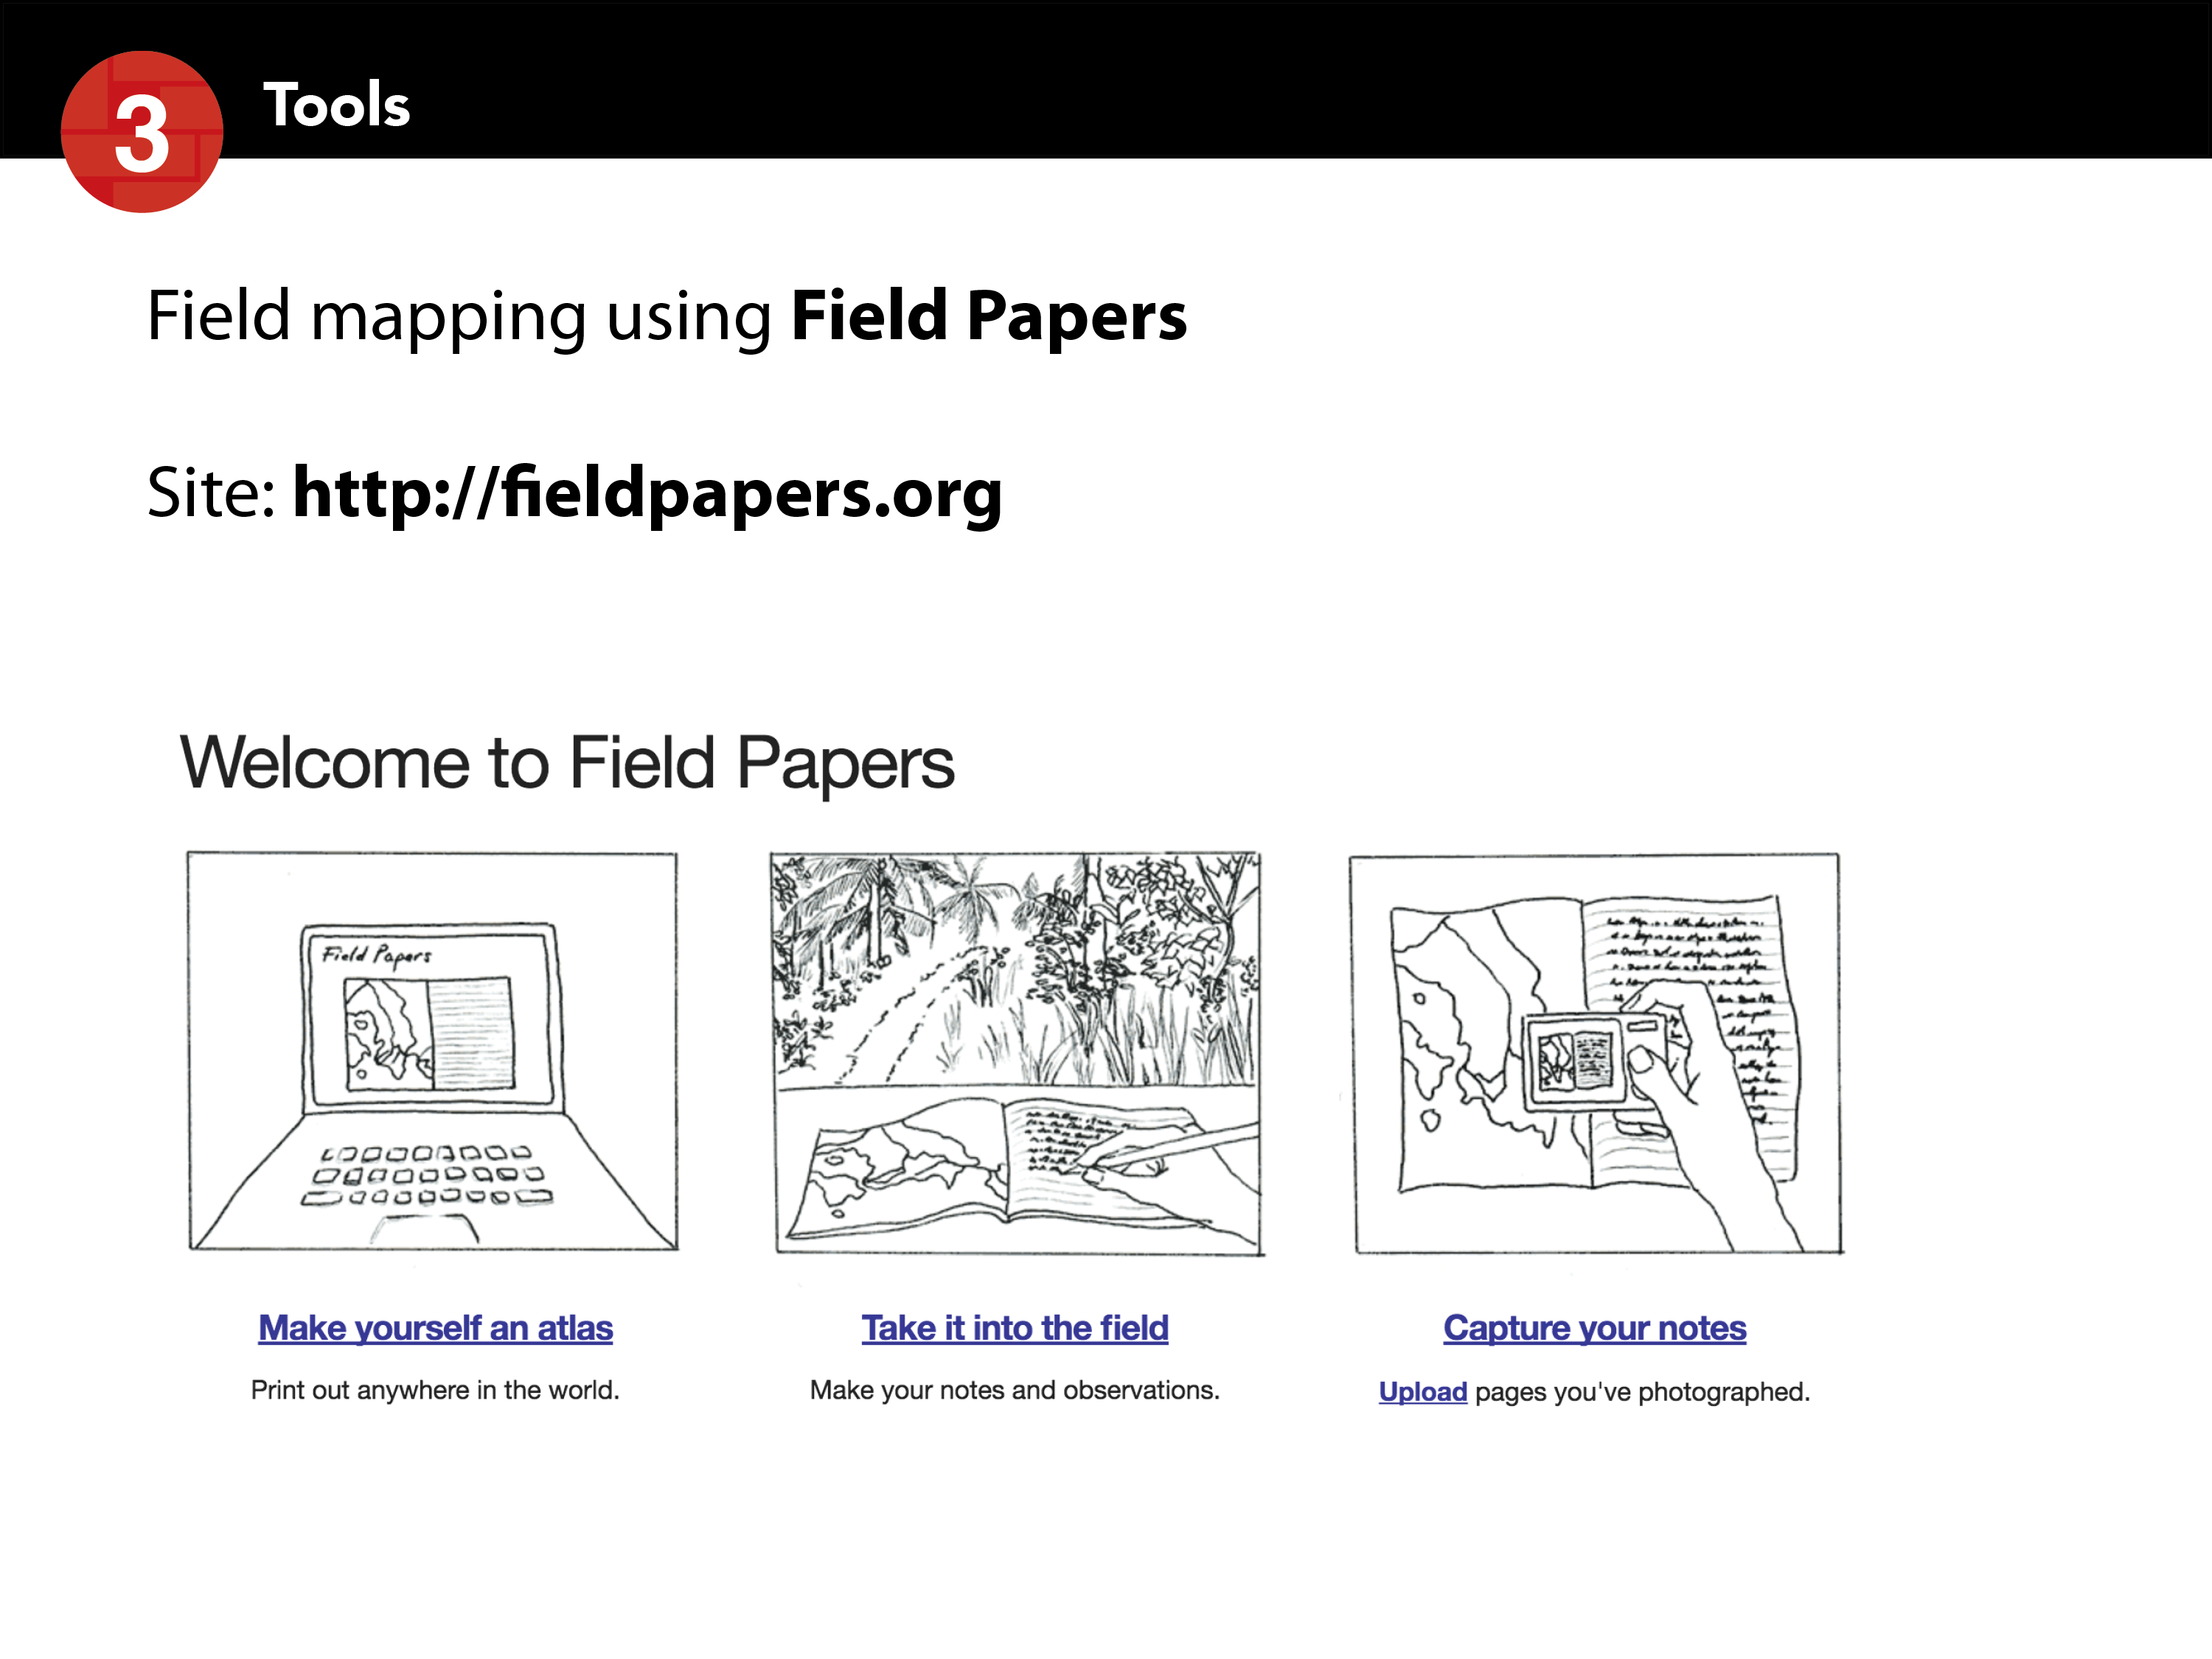 3
Tools
Field mapping using Field Papers
Site: http://fieldpapers.org
Welcome to Field Papers
Field Papers
Make yourself an atlas
Print out anywhere in the world.
Take it into the field
Make your notes and observations.
Capture your notes
Upload pages you've photographed.